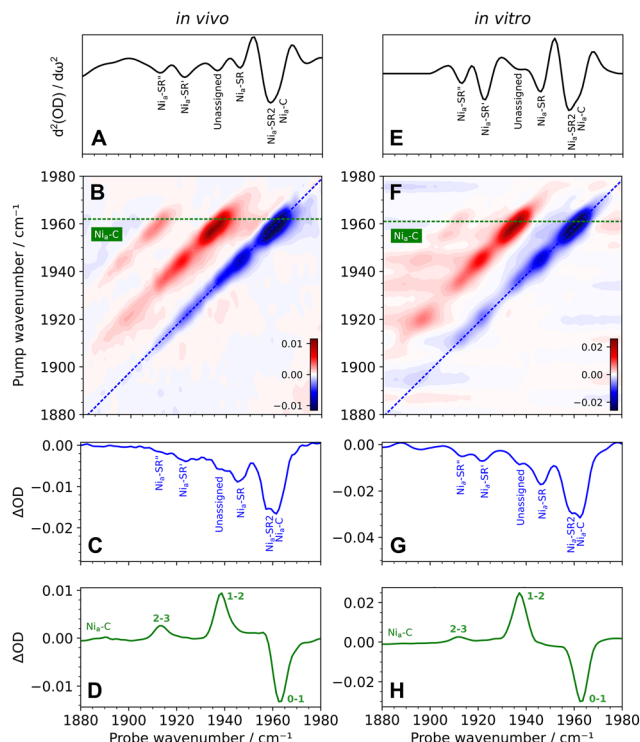 in vivo
in vitro
d²(OD) / dω²
A
Niₐ-SR"
Niₐ-SR'
Unassigned
Niₐ-SR
Niₐ-SR2
Niₐ-C
E
Niₐ-SR"
Niₐ-SR'
Unassigned
Niₐ-SR
Niₐ-SR2
Niₐ-C
Pump wavenumber / cm⁻¹
1980
1960
1940
1920
1900
1880
B
Niₐ-C
0.01
0.00
−0.01
1980
1960
1940
1920
1900
1880
F
Niₐ-C
0.02
0.00
−0.02
ΔOD
0.00
−0.01
−0.02
C
Niₐ-SR"
Niₐ-SR'
Unassigned
Niₐ-SR
Niₐ-SR2
Niₐ-C
0.00
−0.02
−0.04
G
Niₐ-SR"
Niₐ-SR'
Unassigned
Niₐ-SR
Niₐ-SR2
Niₐ-C
ΔOD
0.01
0.00
−0.01
Niₐ-C
2-3
1-2
0-1
D
1880 1900 1920 1940 1960 1980
Probe wavenumber / cm⁻¹
0.02
0.00
−0.02
Niₐ-C
2-3
1-2
0-1
H
1880 1900 1920 1940 1960 1980
Probe wavenumber / cm⁻¹